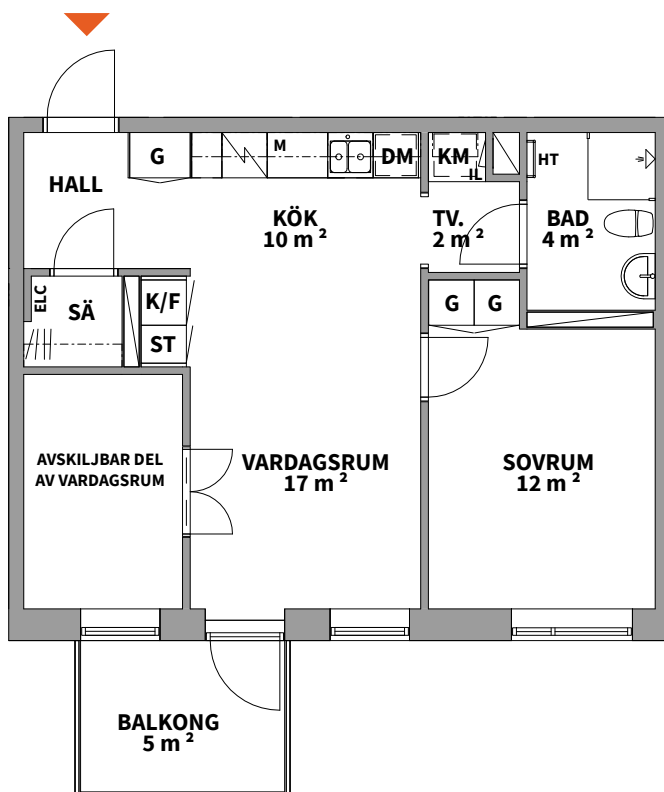 G
M
DM
KM
IL
HT
HALL
KÖK
10 m ²
TV.
2 m ²
BAD
4 m ²
ELC
SÄ
K/F
ST
G
G
AVSKILJBAR DEL
AV VARDAGSRUM
VARDAGSRUM
17 m ²
SOVRUM
12 m ²
BALKONG
5 m ²